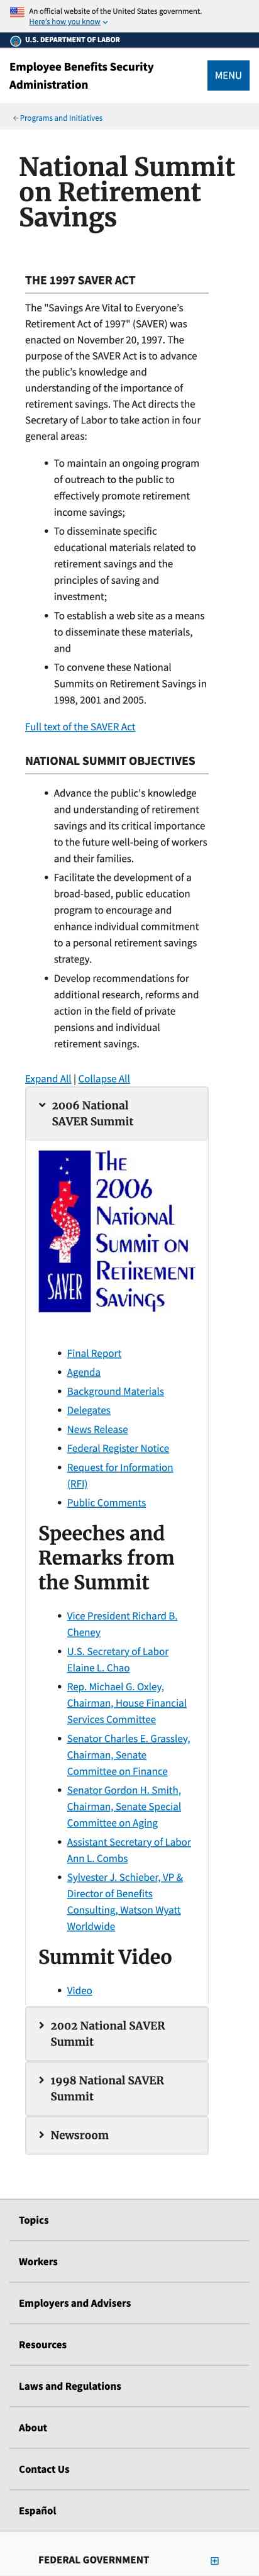 An official website of the United States government.
Here's how you know
U.S. DEPARTMENT OF LABOR
Employee Benefits Security
Administration
MENU
Programs and Initiatives
National Summit
on Retirement
Savings
THE 1997 SAVER ACT
The "Savings Are Vital to Everyone's
Retirement Act of 1997" (SAVER) was
enacted on November 20, 1997. The
purpose of the SAVER Act is to advance
the public's knowledge and
understanding of the importance of
retirement savings. The Act directs the
Secretary of Labor to take action in four
general areas:
• To maintain an ongoing program
of outreach to the public to
effectively promote retirement
income savings;
• To disseminate specific
educational materials related to
retirement savings and the
principles of saving and
investment;
• To establish a web site as a means
to disseminate these materials,
and
• To convene these National
Summits on Retirement Savings in
1998, 2001 and 2005.
Full text of the SAVER Act
NATIONAL SUMMIT OBJECTIVES
• Advance the public's knowledge
and understanding of retirement
savings and its critical importance
to the future well-being of workers
and their families.
• Facilitate the development of a
broad-based, public education
program to encourage and
enhance individual commitment
to a personal retirement savings
strategy.
• Develop recommendations for
additional research, reforms and
action in the field of private
pensions and individual
retirement savings.
Expand All | Collapse All
2006 National
SAVER Summit
THE
2006
NATIONAL
SUMMIT ON
RETIREMENT
SAVINGS
SAVER
• Final Report
• Agenda
• Background Materials
• Delegates
• News Release
• Federal Register Notice
• Request for Information
(RFI)
• Public Comments
Speeches and
Remarks from
the Summit
• Vice President Richard B.
Cheney
• U.S. Secretary of Labor
Elaine L. Chao
• Rep. Michael G. Oxley,
Chairman, House Financial
Services Committee
• Senator Charles E. Grassley,
Chairman, Senate
Committee on Finance
• Senator Gordon H. Smith,
Chairman, Senate Special
Committee on Aging
• Assistant Secretary of Labor
Ann L. Combs
• Sylvester J. Schieber, VP &
Director of Benefits
Consulting, Watson Wyatt
Worldwide
Summit Video
• Video
2002 National SAVER
Summit
1998 National SAVER
Summit
Newsroom
Topics
Workers
Employers and Advisers
Resources
Laws and Regulations
About
Contact Us
Español
FEDERAL GOVERNMENT